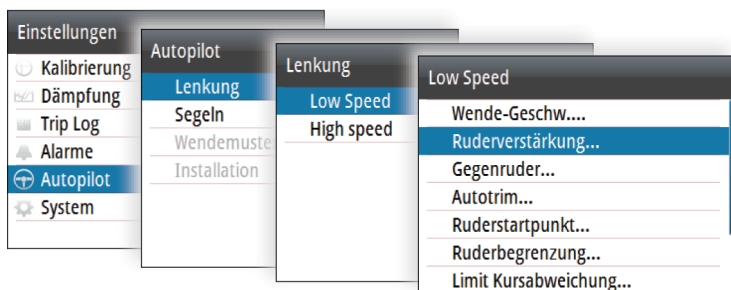 Einstellungen
Kalibrierung
Dämpfung
Trip Log
Alarme
Autopilot
System
Autopilot
Lenkung
Segeln
Wendemuste
Installation
Lenkung
Low Speed
High speed
Low Speed
Wende-Geschw....
Ruderverstärkung...
Gegenruder...
Autotrim...
Ruderstartpunkt...
Ruderbegrenzung...
Limit Kursabweichung...